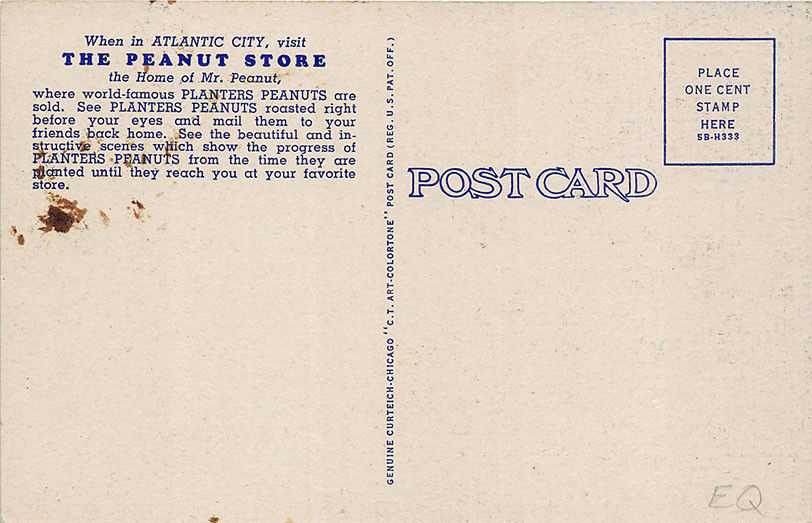 When in ATLANTIC CITY, visit
THE PEANUT STORE
the Home of Mr. Peanut,
where world-famous PLANTERS PEANUTS are
sold. See PLANTERS PEANUTS roasted right
before your eyes and mail them to your
friends back home. See the beautiful and in-
structive scenes which show the progress of
PLANTERS PEANUTS from the time they are
planted until they reach you at your favorite
store.
GENUINE CURTEICH-CHICAGO "C.T. ART-COLORTONE" POST CARD (REG. U.S. PAT. OFF.)
POST CARD
PLACE
ONE CENT
STAMP
HERE
5B-H333
EQ